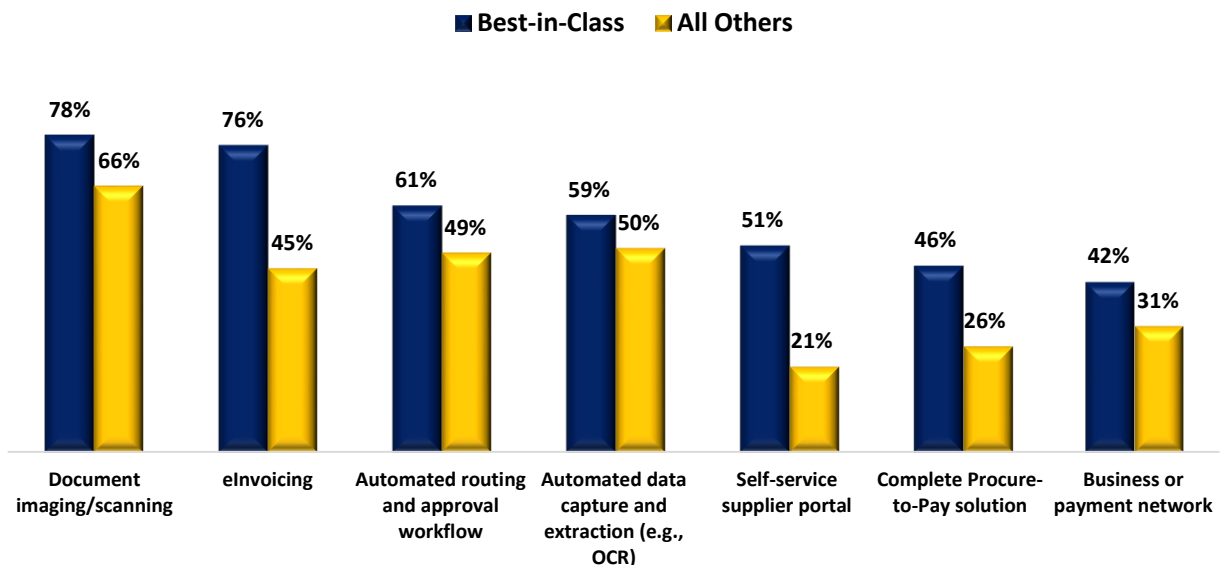 Best-in-Class All Others
78%
66%
76%
45%
61%
49%
59%
50%
51%
21%
46%
26%
42%
31%
Document
imaging/scanning
eInvoicing
Automated routing
and approval
workflow
Automated data
capture and
extraction (e.g.,
OCR)
Self-service
supplier portal
Complete Procure-
to-Pay solution
Business or
payment network